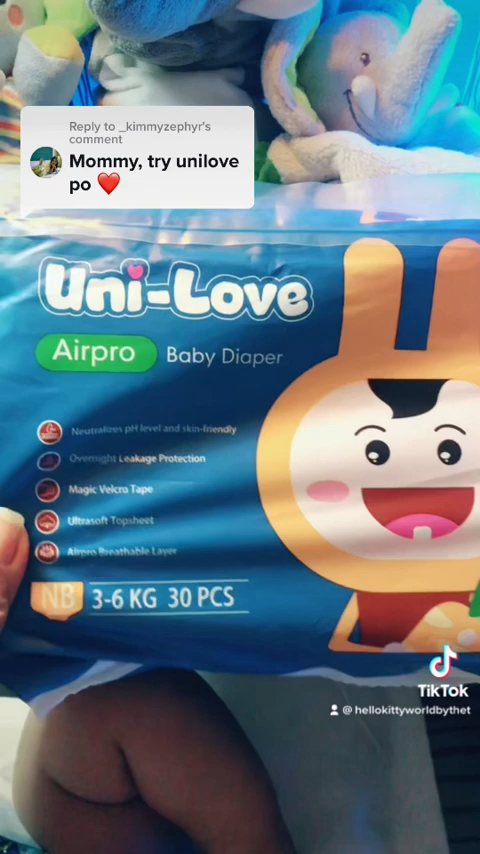 Reply to _kimmyzephyr's
comment
Mommy, try unilove
po ❤️
Uni-Love
Airpro Baby Diaper
Neutralizes pH level and skin-friendly
Overnight Leakage Protection
Magic Velcro Tape
Ultrasoft Topsheet
Airpro Breathable Layer
NB 3-6 KG 30 PCS
TikTok
@ hellokittyworldbythet